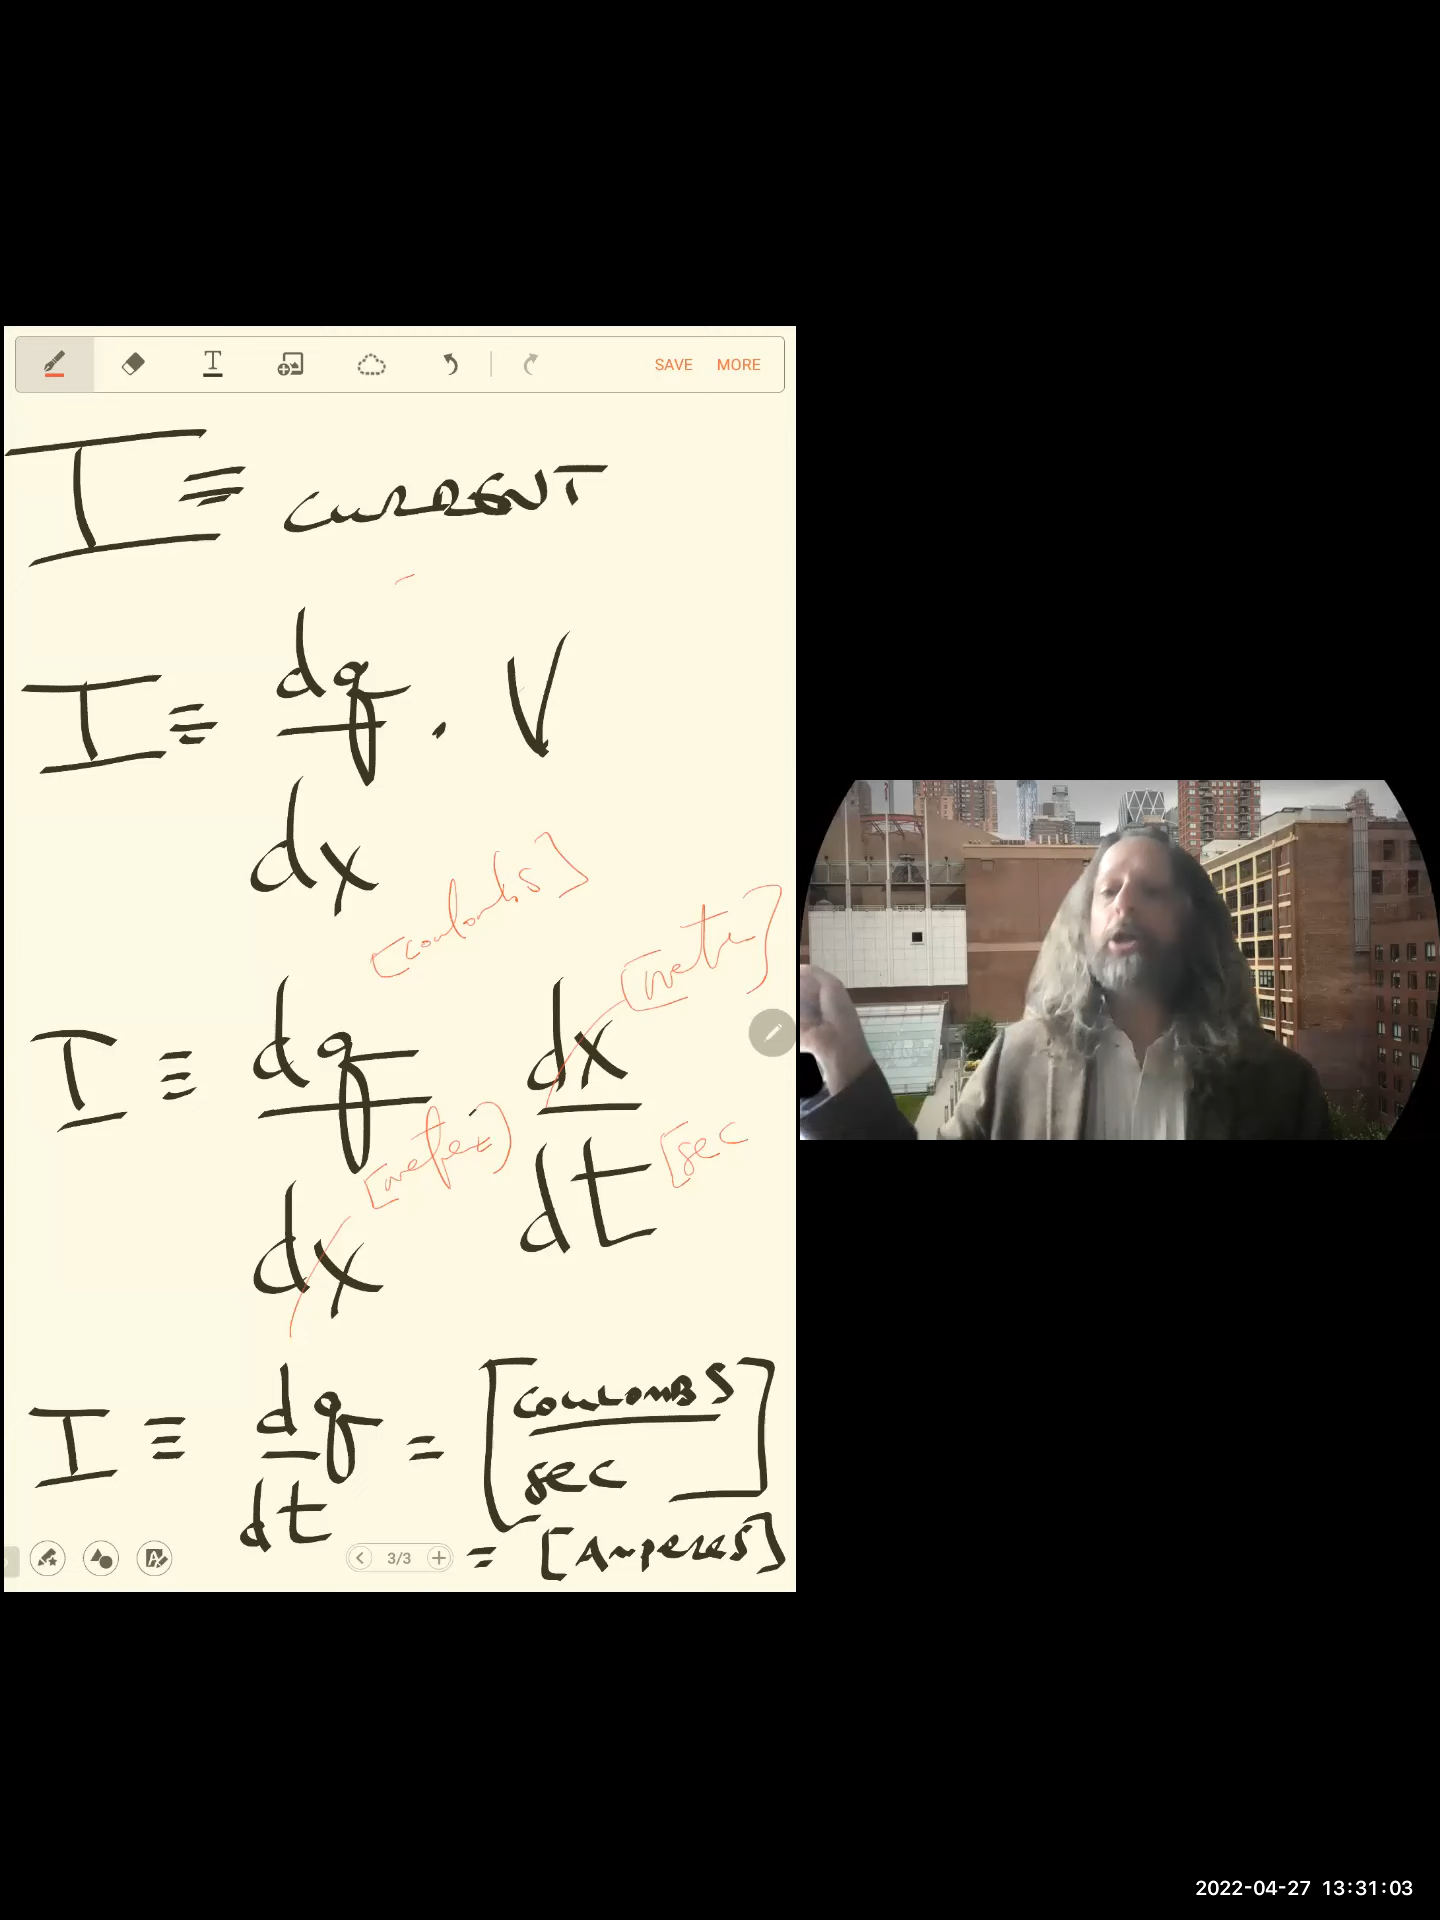 T
SAVE MORE
I ≡ CURRENT
I ≡ dq/dx · V
[coulombs]
[meter]
I ≡ dq/dx · dx/dt
[meter]
[sec
I ≡ dq/dt = [COULOMBS/sec]
= [Amperes]
3/3
2022-04-27 13:31:03